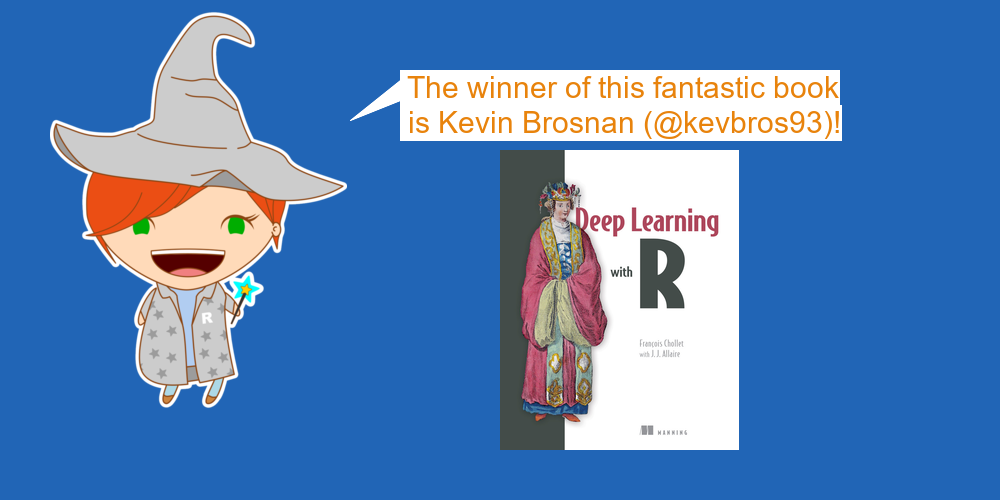 The winner of this fantastic book
is Kevin Brosnan (@kevbros93)!
R
Deep Learning
with R
François Chollet
with J. J. Allaire
MANNING